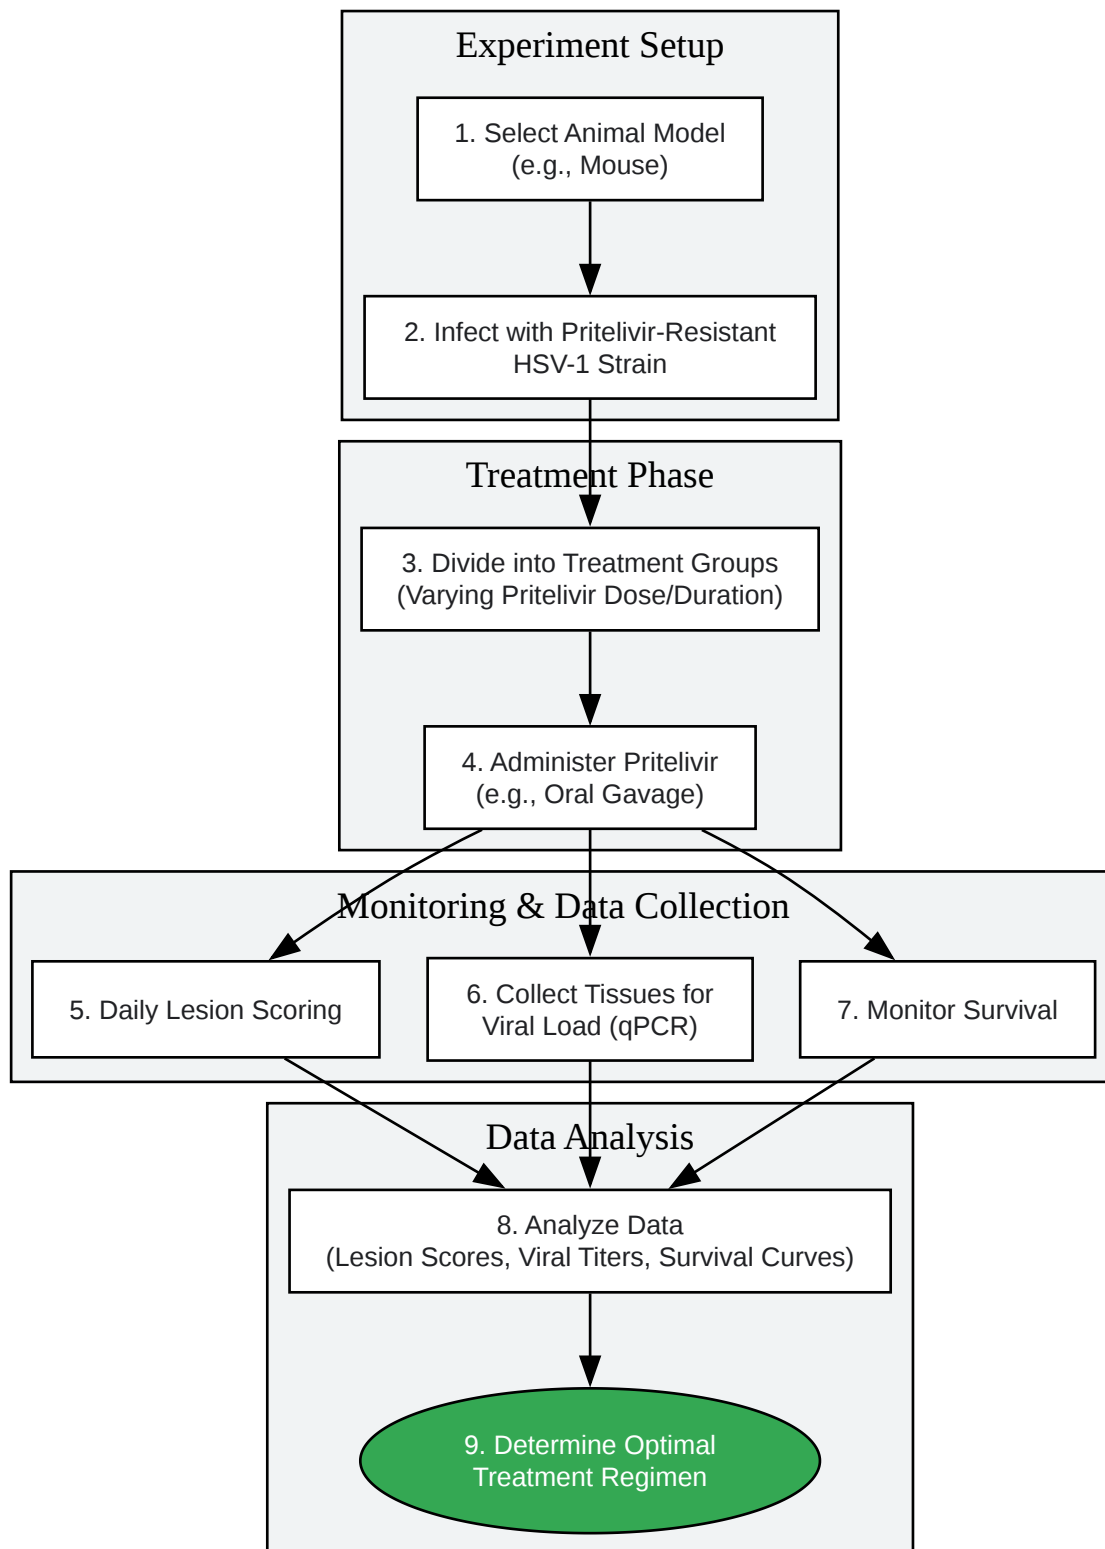 Experiment Setup
1. Select Animal Model
(e.g., Mouse)
2. Infect with Pritelivir-Resistant
HSV-1 Strain
Treatment Phase
3. Divide into Treatment Groups
(Varying Pritelivir Dose/Duration)
4. Administer Pritelivir
(e.g., Oral Gavage)
Monitoring & Data Collection
5. Daily Lesion Scoring
6. Collect Tissues for
Viral Load (qPCR)
7. Monitor Survival
Data Analysis
8. Analyze Data
(Lesion Scores, Viral Titers, Survival Curves)
9. Determine Optimal
Treatment Regimen